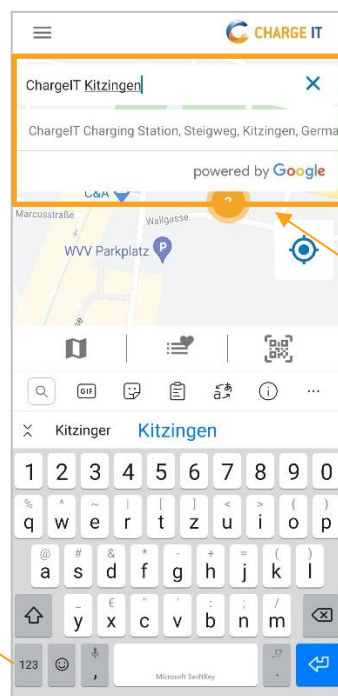 CHARGE IT
ChargeIT Kitzingen
ChargeIT Charging Station, Steigweg, Kitzingen, Germa
powered by Google
C&A
Marcusstraße
Wallgasse
WVV Parkplatz P
GIF
Kitzinger Kitzingen
1 2 3 4 5 6 7 8 9 0
% ^ ~ | [ ] < > { }
q w e r t z u i o p
@ # & * - + = ( )
a s d f g h j k l
_ € " ' : ; /
y x c v b n m
123 , .!? .
Microsoft SwiftKey